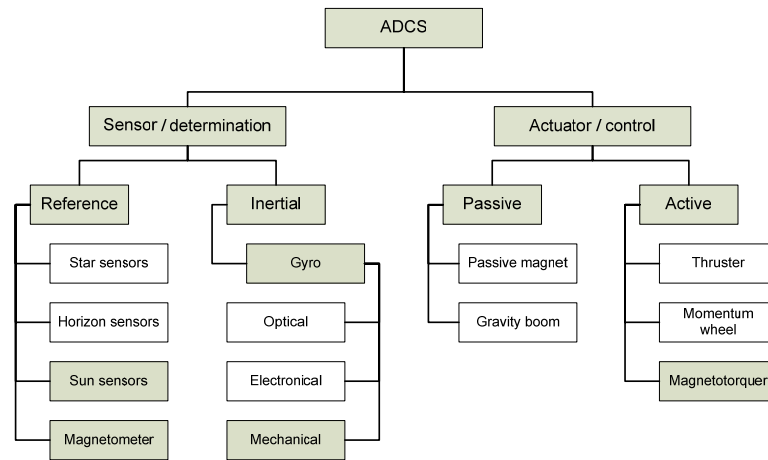 ADCS
Sensor / determination
Actuator / control
Reference
Inertial
Passive
Active
Star sensors
Gyro
Passive magnet
Thruster
Horizon sensors
Optical
Gravity boom
Momentum
wheel
Sun sensors
Electronical
Magnetotorquer
Magnetometer
Mechanical